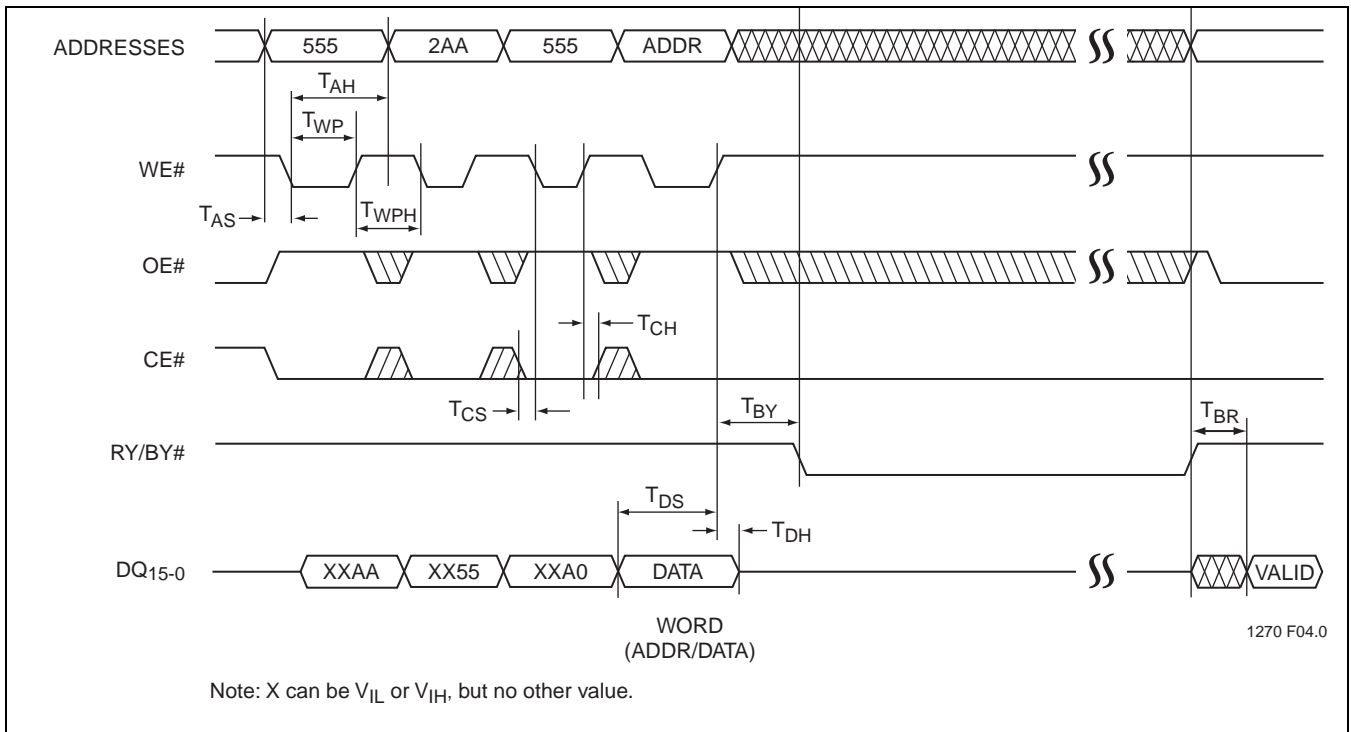 ADDRESSES 555 2AA 555 ADDR
TAH
TWP
WE#
TAS TWPH
OE#
TCH
CE#
TCS TBY TBR
RY/BY#
TDS
TDH
DQ15-0 XXAA XX55 XXA0 DATA VALID
WORD
(ADDR/DATA)
1270 F04.0
Note: X can be VIL or VIH, but no other value.